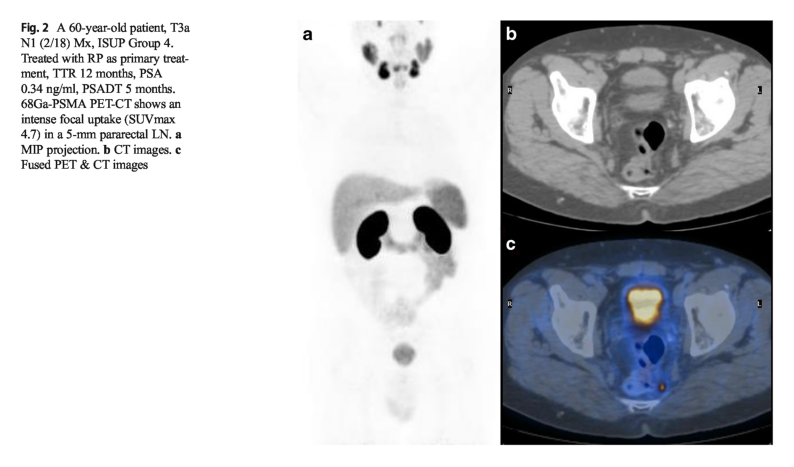 Fig. 2 A 60-year-old patient, T3a
N1 (2/18) Mx, ISUP Group 4.
Treated with RP as primary treat-
ment, TTR 12 months, PSA
0.34 ng/ml, PSADT 5 months.
68Ga-PSMA PET-CT shows an
intense focal uptake (SUVmax
4.7) in a 5-mm pararectal LN. a
MIP projection. b CT images. c
Fused PET & CT images
a
b
R
L
c
R
L